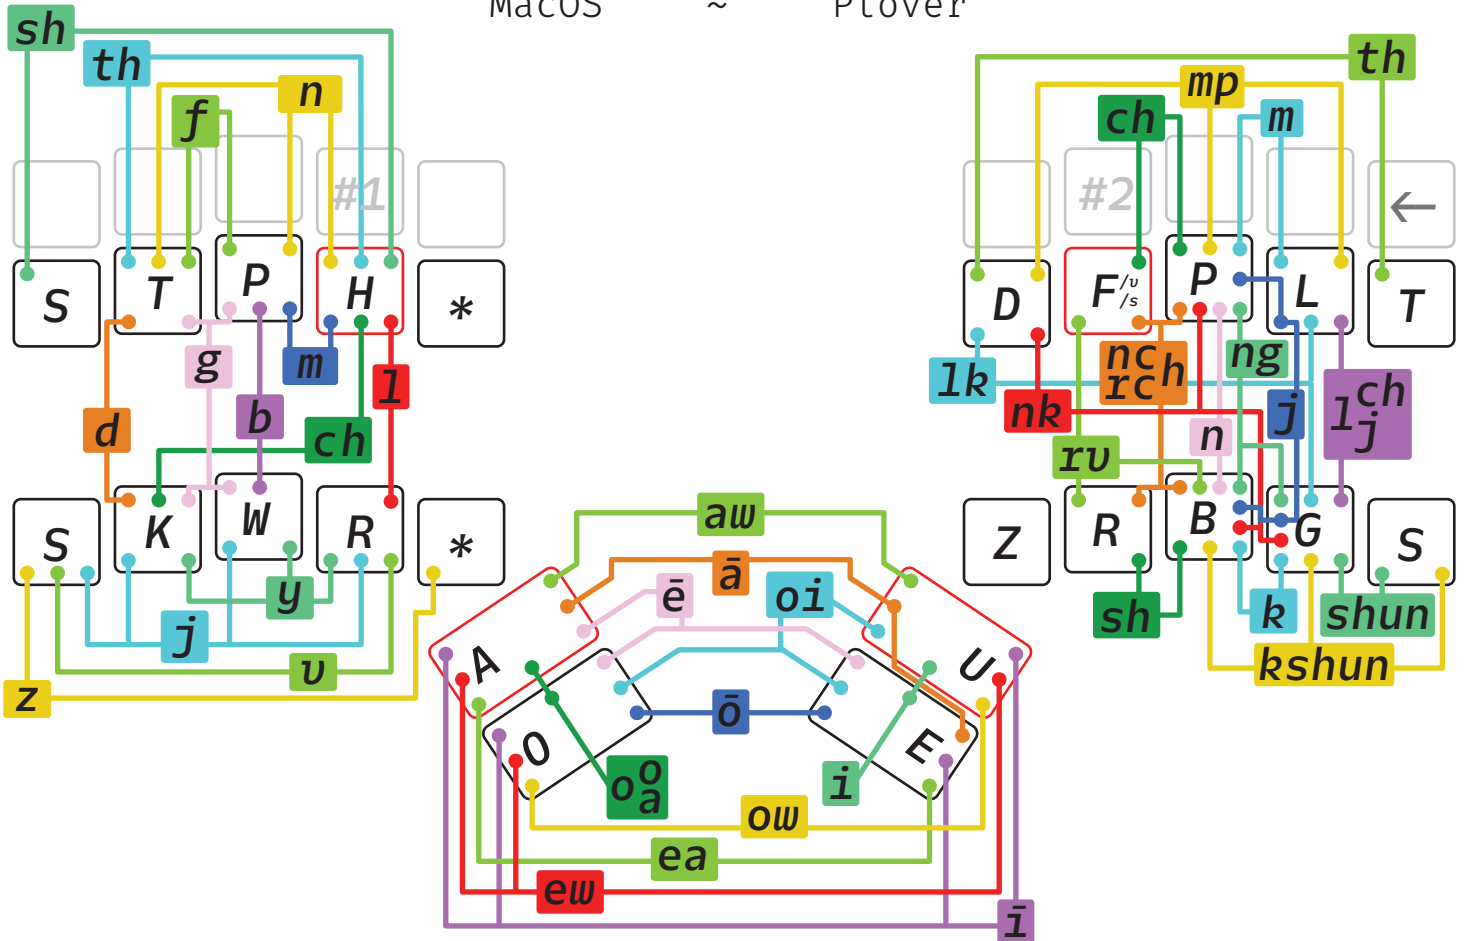 MacOS ~ Plover
sh
th
n
f
#1
S T P H *
g m l
d b ch
S K W R *
y
j
v
z
th
mp
ch m
#2 ←
D F/v/s P L T
nc
rch
ng
lk
nk
j
l ch
j
n
rv
Z R B G S
sh k shun
kshun
aw
ā
ē oi
A U
ō
O E
o o
a
i
ow
ea
ew
ī